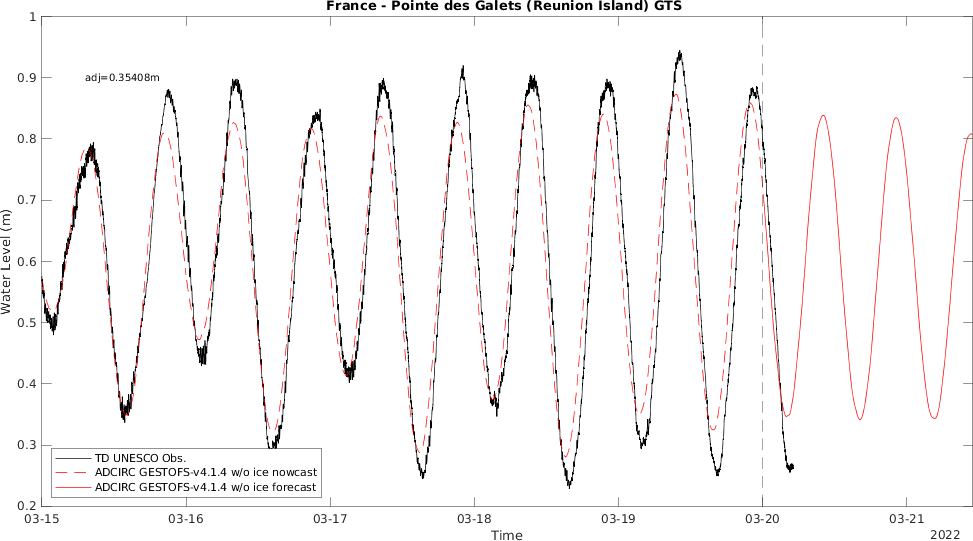 France - Pointe des Galets (Reunion Island) GTS
1
0.9
0.8
0.7
0.6
0.5
0.4
0.3
0.2
Water Level (m)
adj=0.35408m
TD UNESCO Obs.
ADCIRC GESTOFS-v4.1.4 w/o ice nowcast
ADCIRC GESTOFS-v4.1.4 w/o ice forecast
03-15 03-16 03-17 03-18 03-19 03-20 03-21
Time
2022